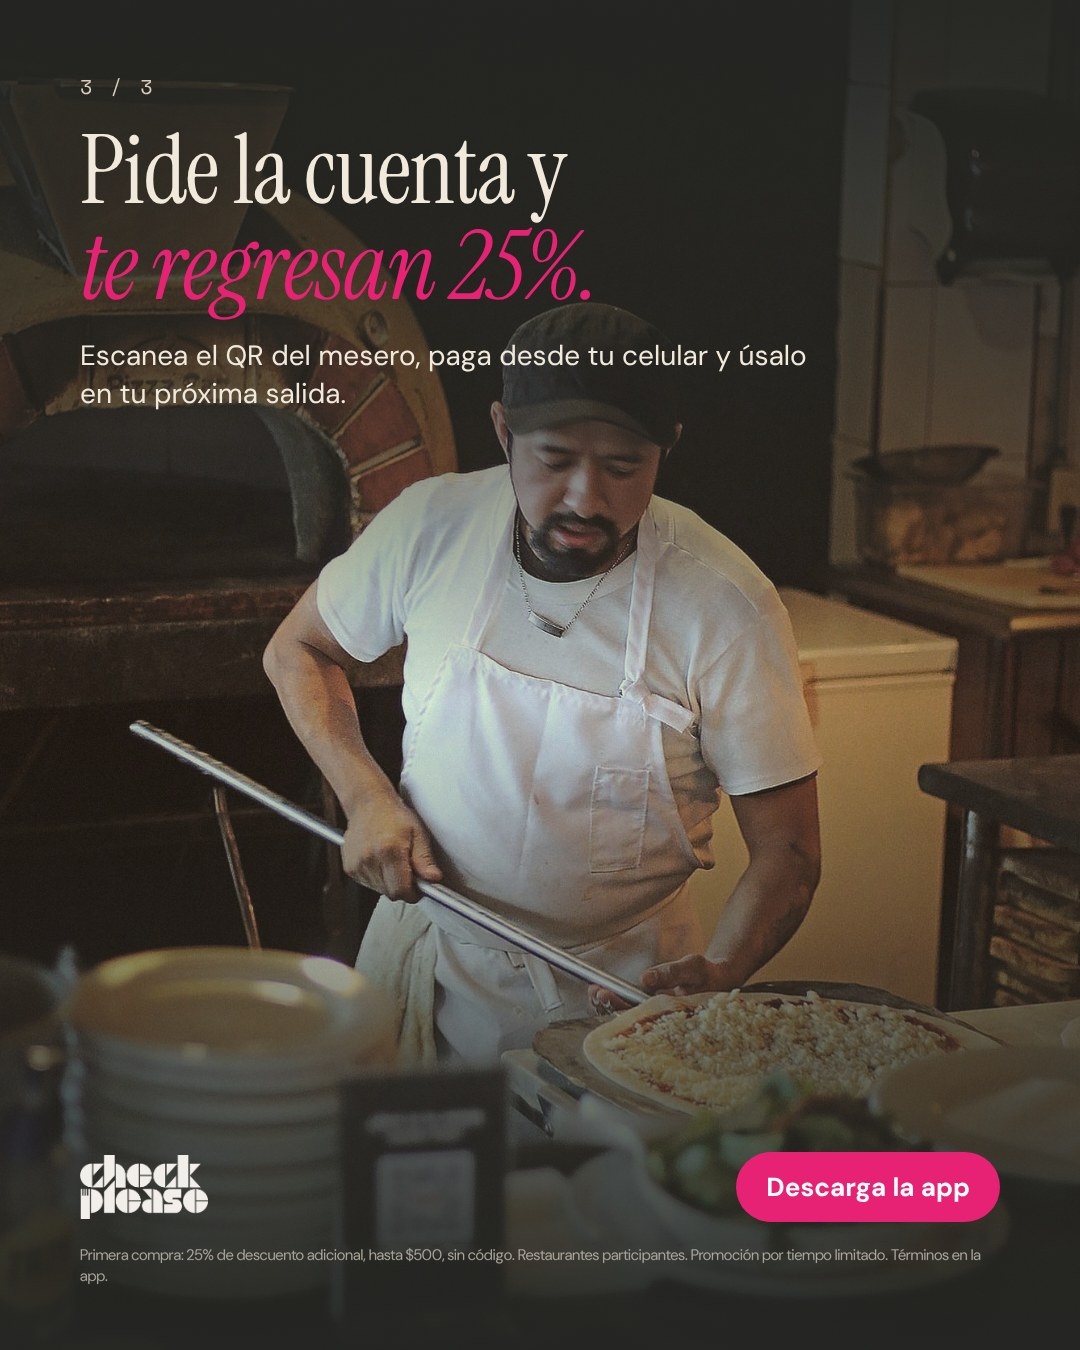 3 / 3
Pide la cuenta y
te regresan 25%.
Escanea el QR del mesero, paga desde tu celular y úsalo
en tu próxima salida.
check
please
Descarga la app
Primera compra: 25% de descuento adicional, hasta $500, sin código. Restaurantes participantes. Promoción por tiempo limitado. Términos en la
app.